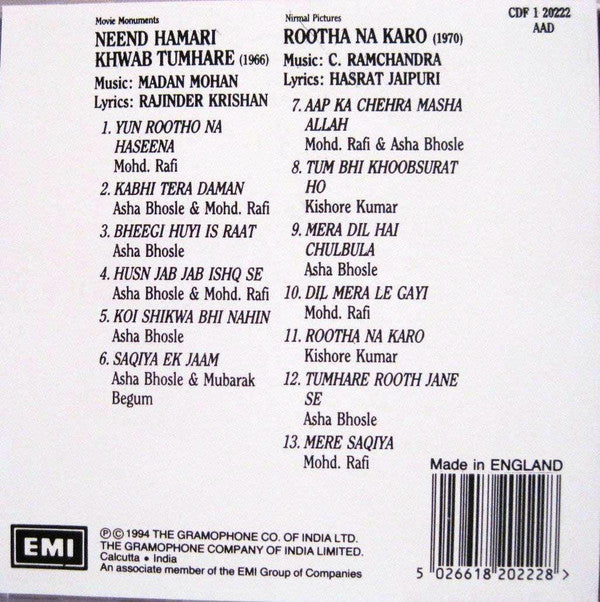 Movie Monuments
NEEND HAMARI
KHWAB TUMHARE (1966)
Music: MADAN MOHAN
Lyrics: RAJINDER KRISHAN
1. YUN ROOTHO NA
HASEENA
Mohd. Rafi
2. KABHI TERA DAMAN
Asha Bhosle & Mohd. Rafi
3. BHEEGI HUYI IS RAAT
Asha Bhosle
4. HUSN JAB JAB ISHQ SE
Asha Bhosle & Mohd. Rafi
5. KOI SHIKWA BHI NAHIN
Asha Bhosle
6. SAQIYA EK JAAM
Asha Bhosle & Mubarak
Begum
Nirmal Pictures
ROOTHA NA KARO (1970)
Music: C. RAMCHANDRA
Lyrics: HASRAT JAIPURI
7. AAP KA CHEHRA MASHA
ALLAH
Mohd. Rafi & Asha Bhosle
8. TUM BHI KHOOBSURAT
HO
Kishore Kumar
9. MERA DIL HAI
CHULBULA
Asha Bhosle
10. DIL MERA LE GAYI
Mohd. Rafi
11. ROOTHA NA KARO
Kishore Kumar
12. TUMHARE ROOTH JANE
SE
Asha Bhosle
13. MERE SAQIYA
Mohd. Rafi
CDF 1 20222
AAD
Made in ENGLAND
5 026618 202228 >
EMI
℗ © 1994 THE GRAMOPHONE CO. OF INDIA LTD.
THE GRAMOPHONE COMPANY OF INDIA LIMITED.
Calcutta • India
An associate member of the EMI Group of Companies